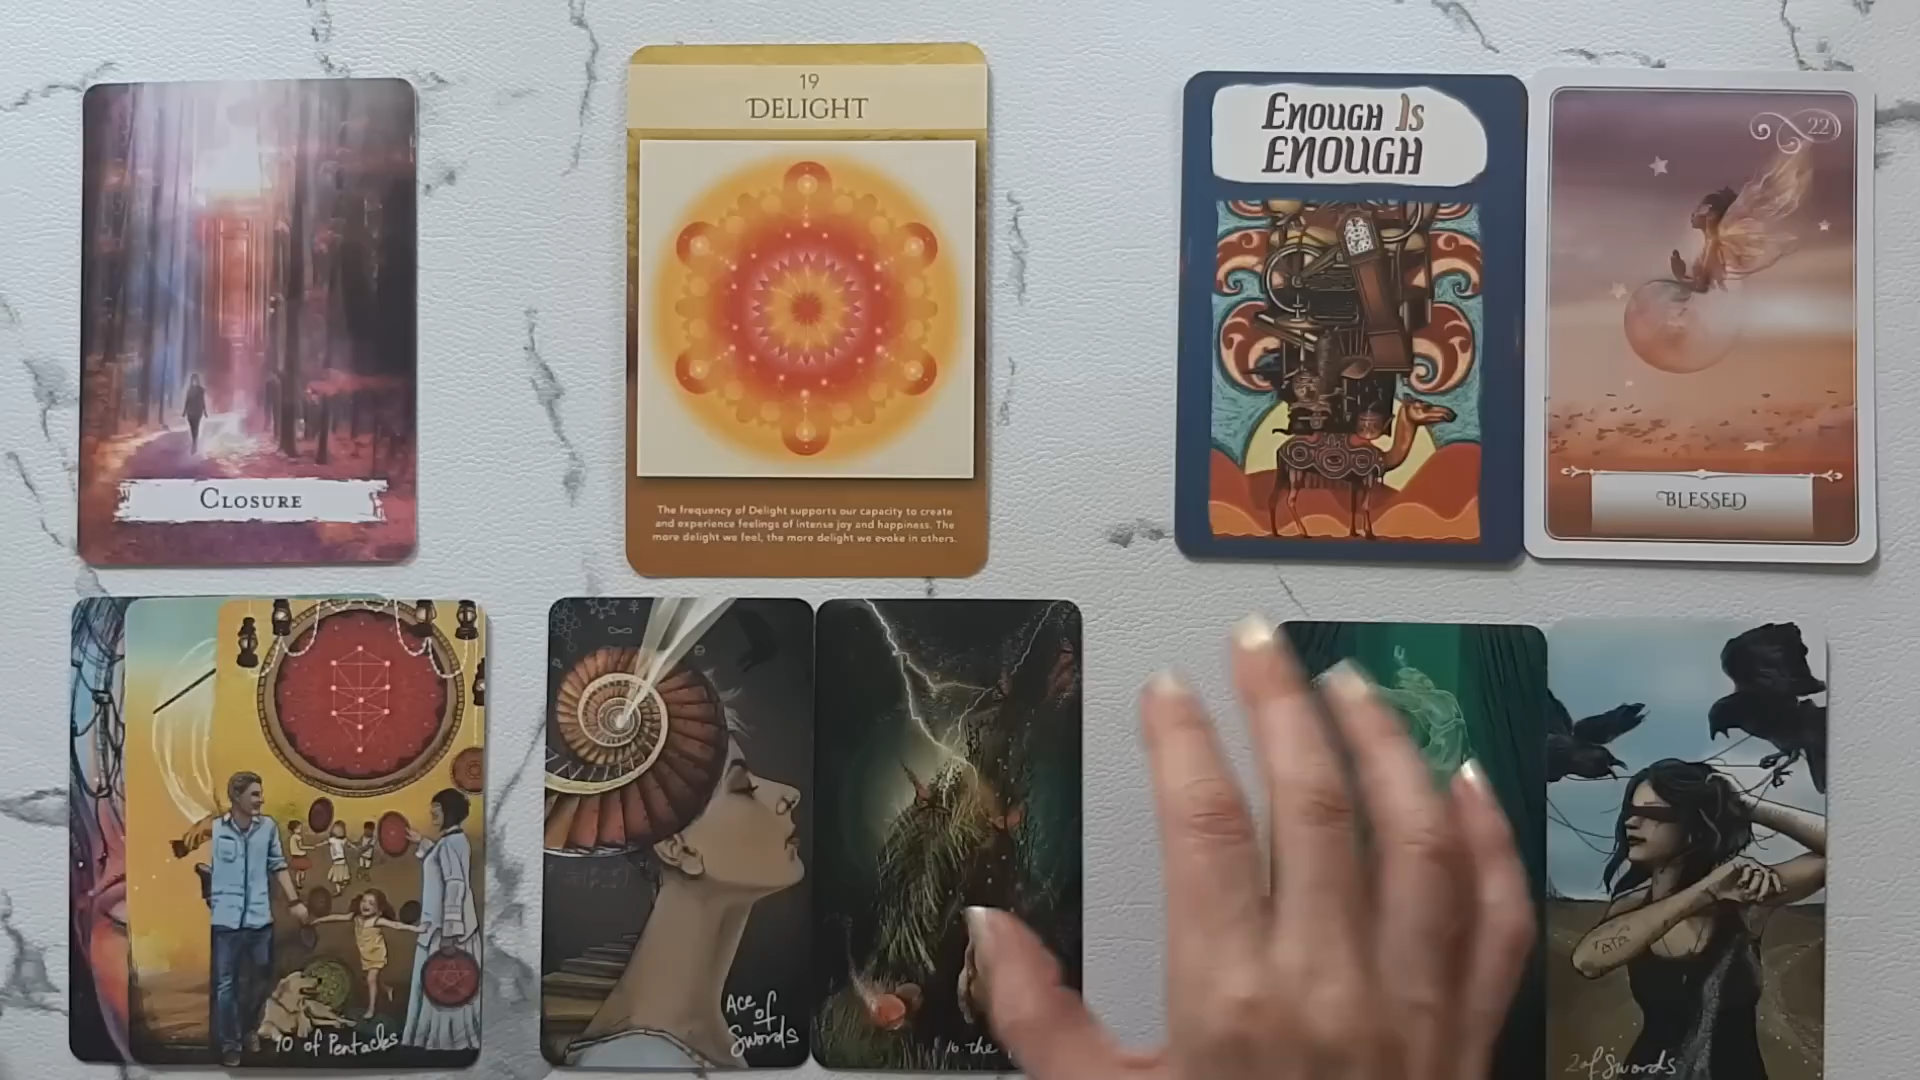 CLOSURE
19
DELIGHT
The frequency of Delight supports our capacity to create
and experience feelings of intense joy and happiness. The
more delight we feel, the more delight we evoke in others.
ENOUGH IS
ENOUGH
22
BLESSED
10 of Pentacles
Ace
of
Swords
16. the
2 of Swords